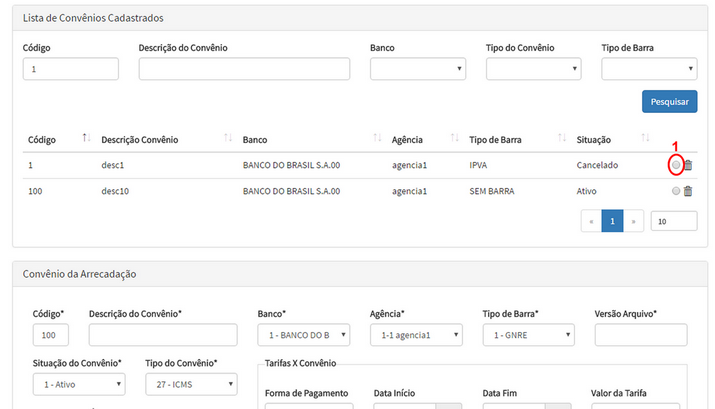 Lista de Convênios Cadastrados
Código Descrição do Convênio Banco Tipo do Convênio Tipo de Barra
1
Pesquisar
Código Descrição Convênio Banco Agência Tipo de Barra Situação
1
1 desc1 BANCO DO BRASIL S.A.00 agencia1 IPVA Cancelado
100 desc10 BANCO DO BRASIL S.A.00 agencia1 SEM BARRA Ativo
« 1 » 10
Convênio da Arrecadação
Código* Descrição do Convênio* Banco* Agência* Tipo de Barra* Versão Arquivo*
100 1 - BANCO DO B 1-1 agencia1 1 - GNRE
Situação do Convênio* Tipo do Convênio* Tarifas X Convênio
1 - Ativo 27 - ICMS
Forma de Pagamento Data Início Data Fim Valor da Tarifa